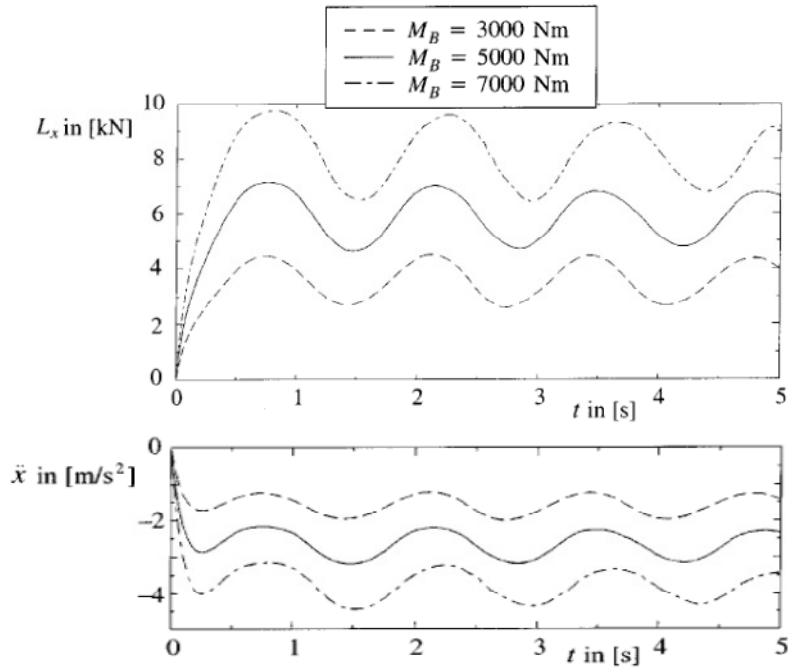 M_B = 3000 Nm
M_B = 5000 Nm
M_B = 7000 Nm
L_x in [kN]
10
8
6
4
2
0
0 1 2 3 4 5
t in [s]
ẍ in [m/s²]
0
−2
−4
0 1 2 3 4 5
t in [s]